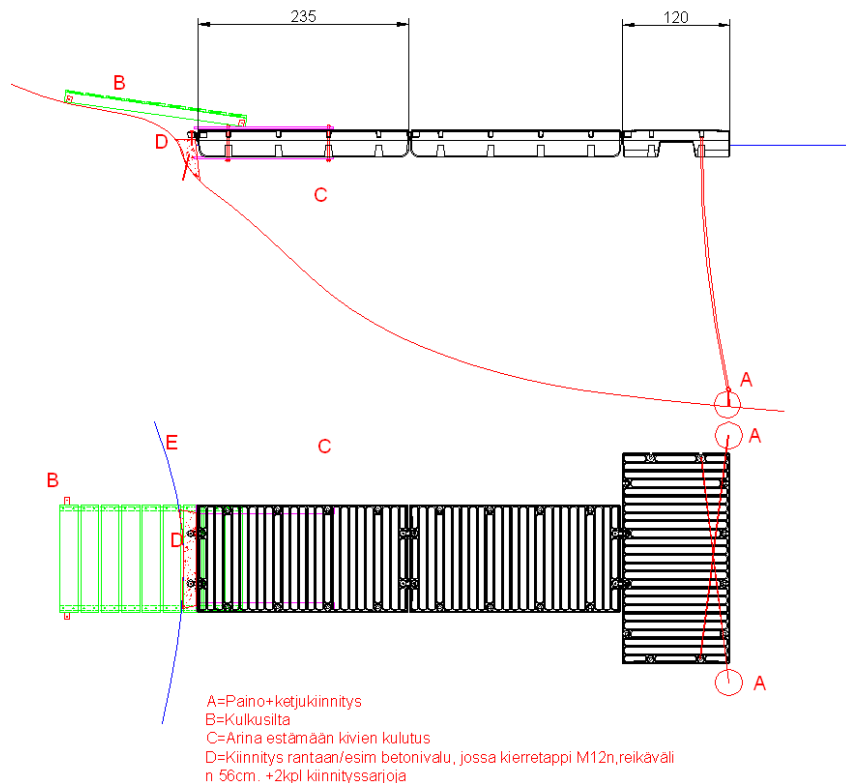 235
120
B
D
C
A
A
E
C
B
D
A
A=Paino+ketjukiinnitys
B=Kulkusilta
C=Arina estämään kivien kulutus
D=Kiinnitys rantaan/esim betonivalu, jossa kierretappi M12n,reikäväli
n 56cm. +2kpl kiinnityssarjoja